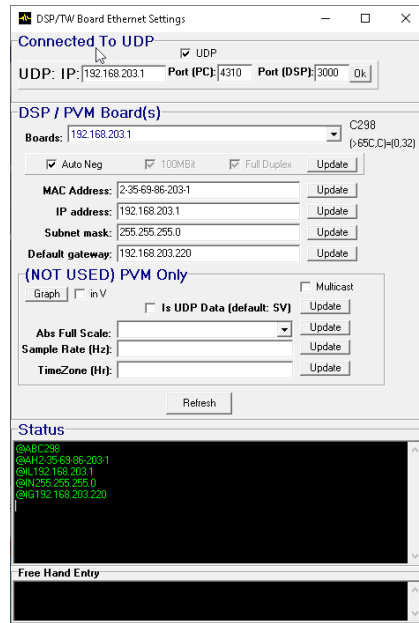 DSP/TW Board Ethernet Settings
Connected To UDP
UDP
UDP: IP: 192.168.203.1 Port (PC): 4310 Port (DSP): 3000 Ok
DSP / PVM Board(s)
Boards: 192.168.203.1 C298
(>65C,C)=(0,32)
Auto Neg 100MBit Full Duplex Update
MAC Address: 2-35-69-86-203-1 Update
IP address: 192.168.203.1 Update
Subnet mask: 255.255.255.0 Update
Default gateway: 192.168.203.220 Update
(NOT USED) PVM Only
Graph in V Multicast
Is UDP Data (default: SV) Update
Abs Full Scale: Update
Sample Rate (Hz): Update
TimeZone (Hr): Update
Refresh
Status
@ABC298
@AH2-35-69-86-203-1
@IL192.168.203.1
@IN255.255.255.0
@IG192.168.203.220
Free Hand Entry